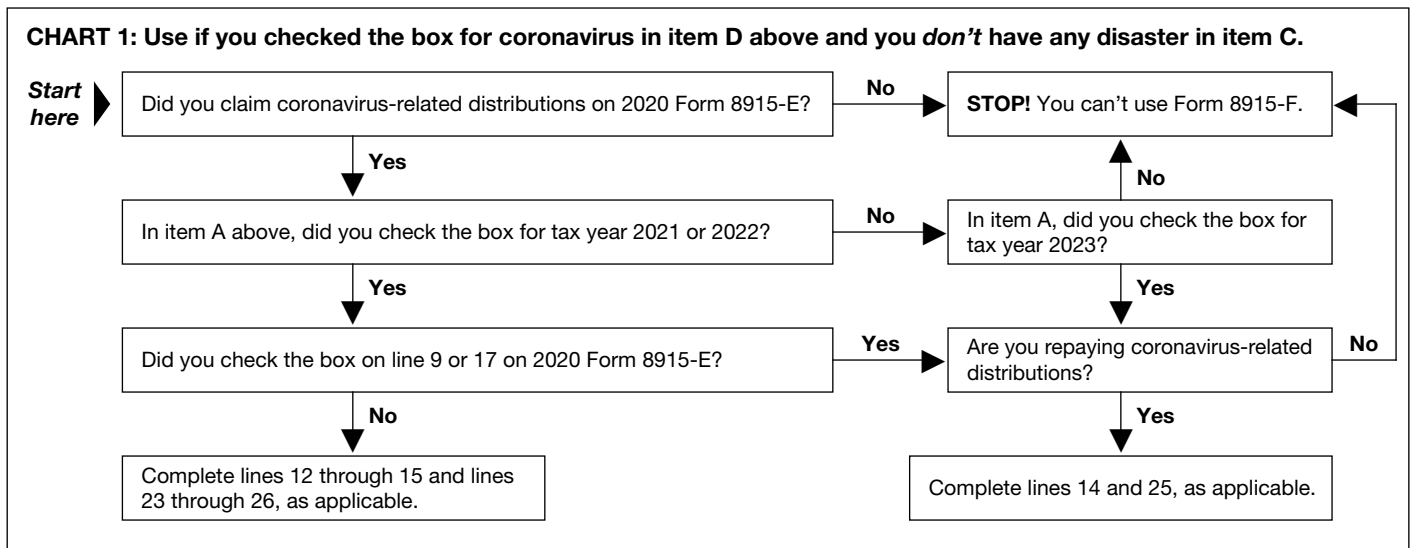 CHART 1: Use if you checked the box for coronavirus in item D above and you don't have any disaster in item C.
Start
here
Did you claim coronavirus-related distributions on 2020 Form 8915-E?
No
STOP! You can't use Form 8915-F.
Yes
No
In item A above, did you check the box for tax year 2021 or 2022?
No
In item A, did you check the box for
tax year 2023?
Yes
Yes
Did you check the box on line 9 or 17 on 2020 Form 8915-E?
Yes
Are you repaying coronavirus-related
distributions?
No
No
Yes
Complete lines 12 through 15 and lines
23 through 26, as applicable.
Complete lines 14 and 25, as applicable.